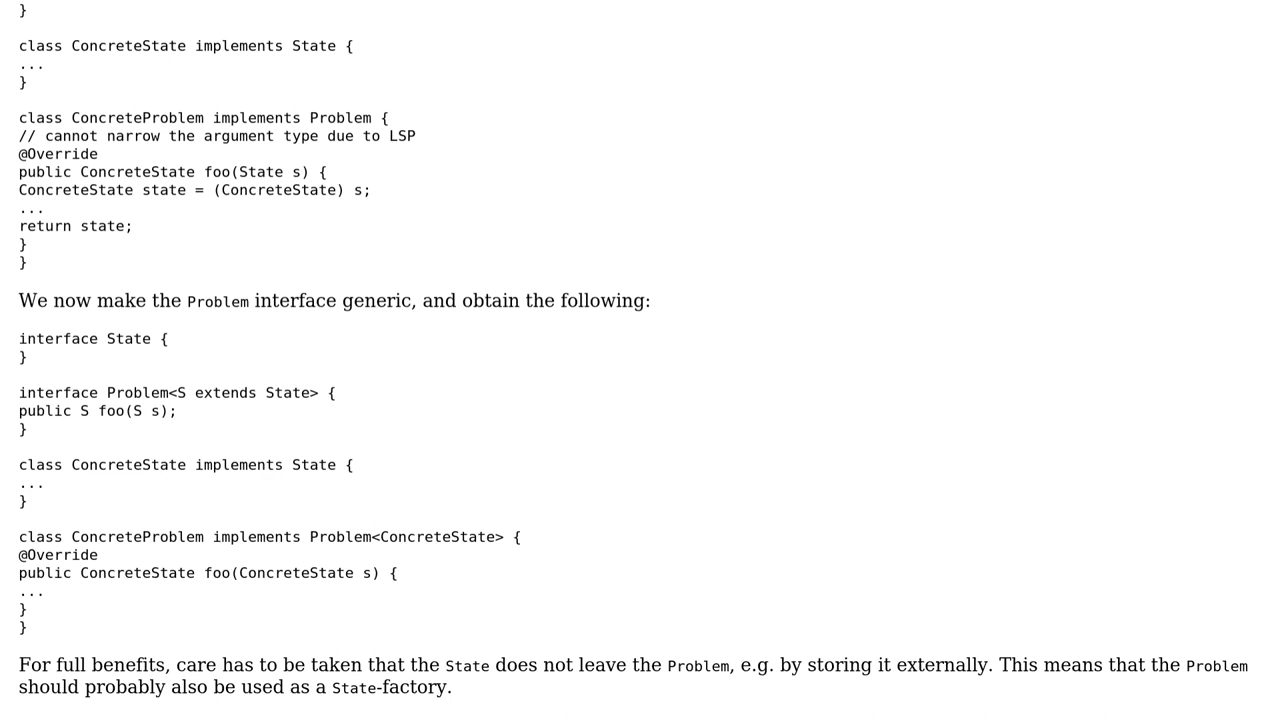 }
class ConcreteState implements State {
...
}
class ConcreteProblem implements Problem {
// cannot narrow the argument type due to LSP
@Override
public ConcreteState foo(State s) {
ConcreteState state = (ConcreteState) s;
...
return state;
}
}
We now make the Problem interface generic, and obtain the following:
interface State {
}
interface Problem<S extends State> {
public S foo(S s);
}
class ConcreteState implements State {
...
}
class ConcreteProblem implements Problem<ConcreteState> {
@Override
public ConcreteState foo(ConcreteState s) {
...
}
}
For full benefits, care has to be taken that the State does not leave the Problem, e.g. by storing it externally. This means that the Problem
should probably also be used as a State-factory.